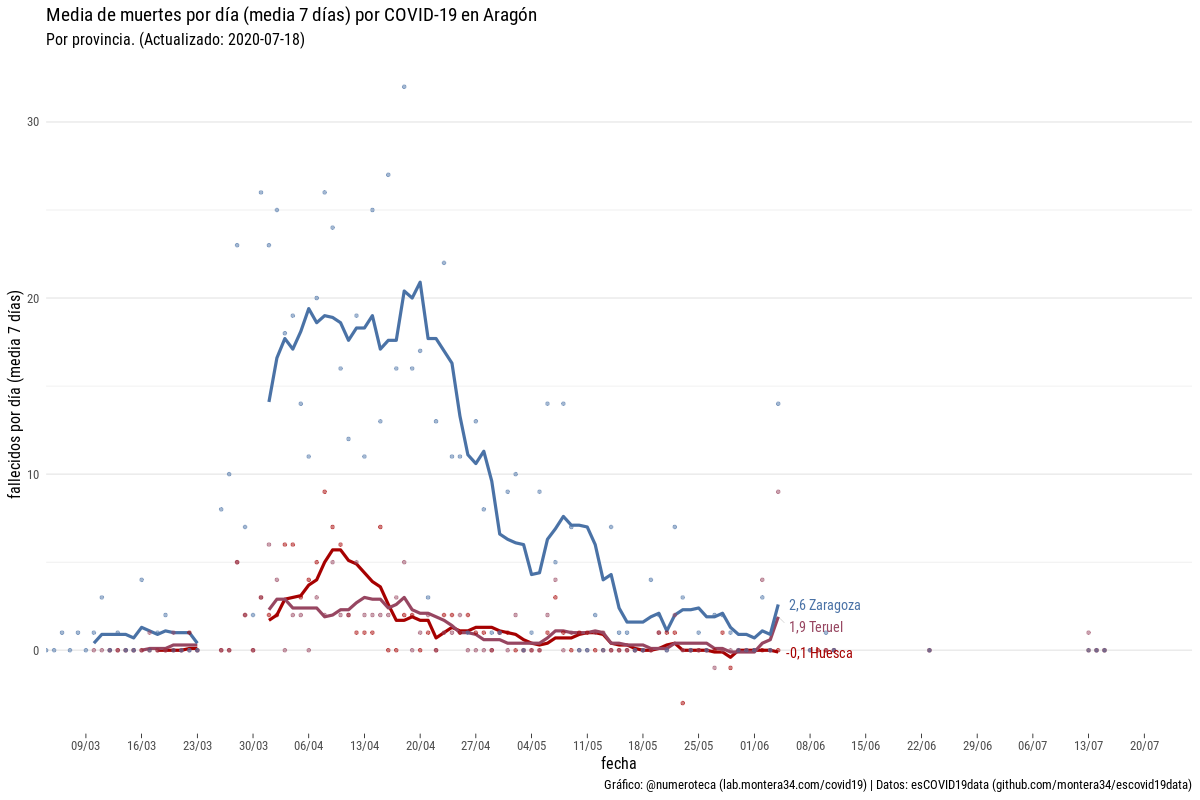 Media de muertes por día (media 7 días) por COVID-19 en Aragón
Por provincia. (Actualizado: 2020-07-18)
fallecidos por día (media 7 días)
30
20
10
0
2,6 Zaragoza
1,9 Teruel
-0,1 Huesca
09/03 16/03 23/03 30/03 06/04 13/04 20/04 27/04 04/05 11/05 18/05 25/05 01/06 08/06 15/06 22/06 29/06 06/07 13/07 20/07
fecha
Gráfico: @numeroteca (lab.montera34.com/covid19) | Datos: esCOVID19data (github.com/montera34/escovid19data)